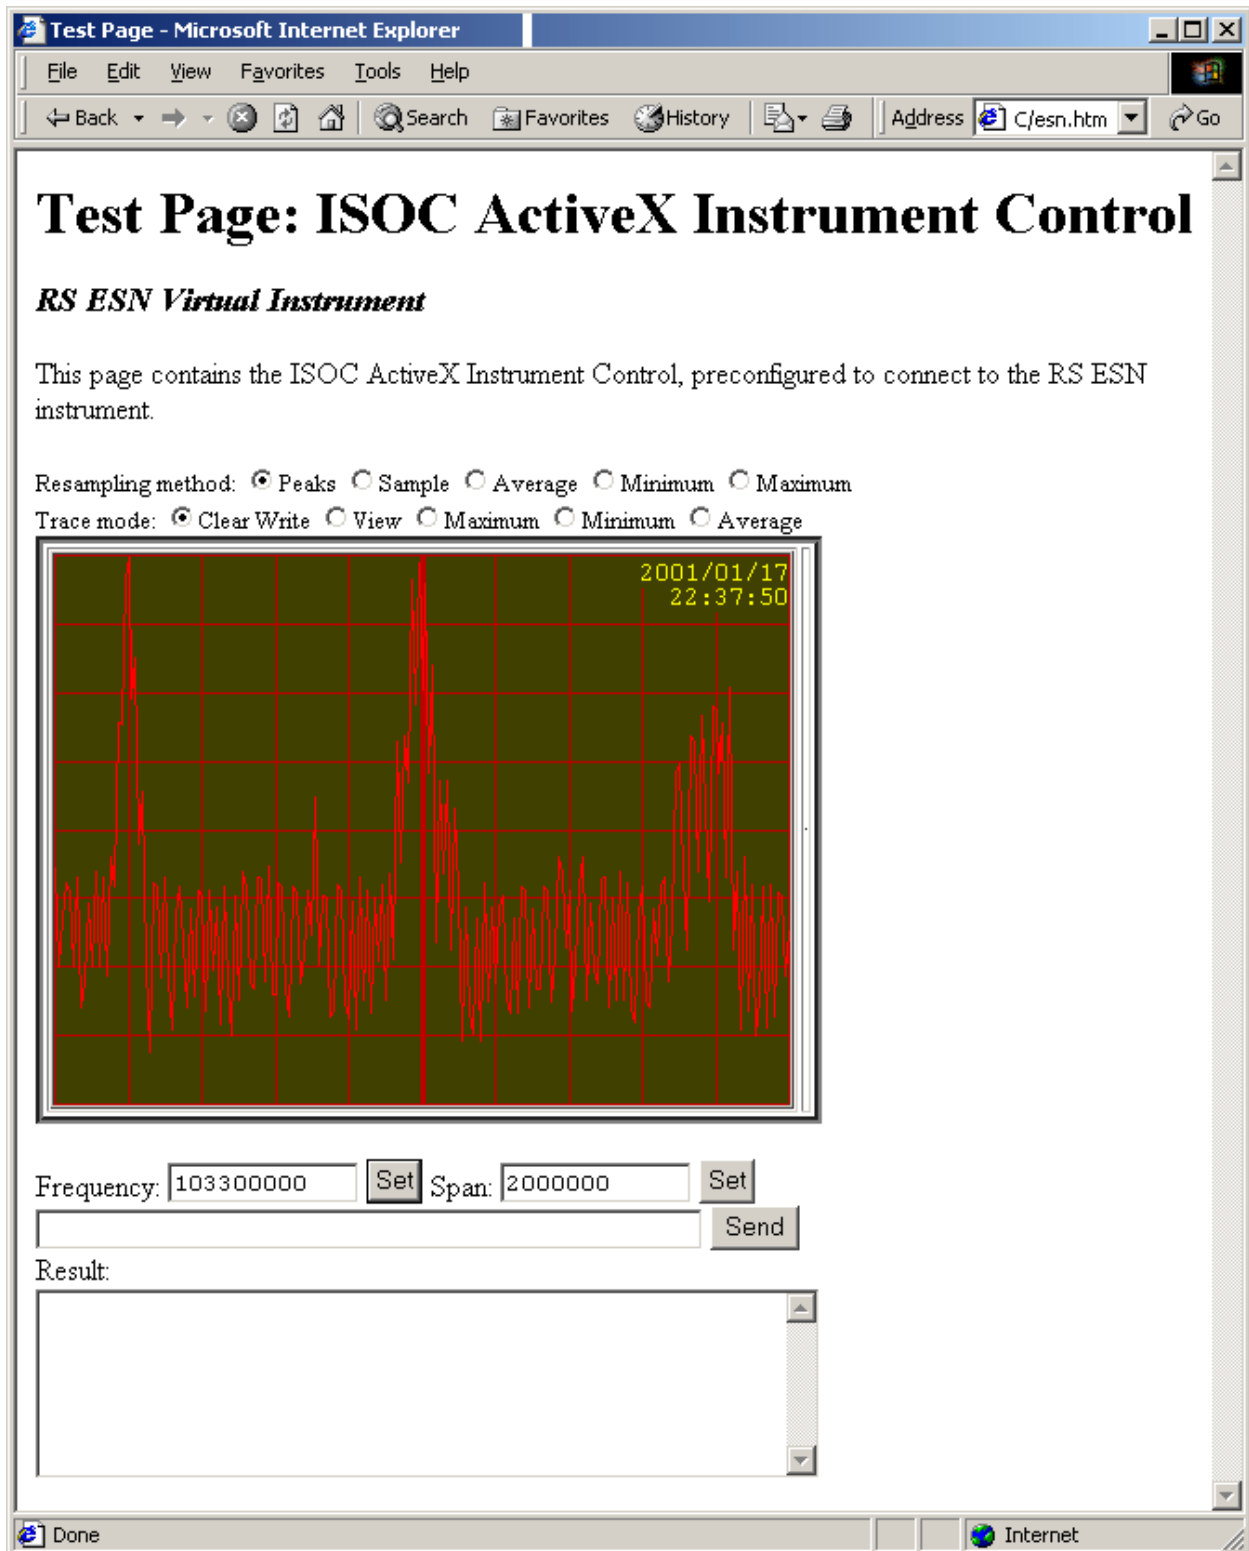 Test Page - Microsoft Internet Explorer
File Edit View Favorites Tools Help
Back Search Favorites History Address C/esn.htm Go
Test Page: ISOC ActiveX Instrument Control
RS ESN Virtual Instrument
This page contains the ISOC ActiveX Instrument Control, preconfigured to connect to the RS ESN
instrument.
Resampling method: Peaks Sample Average Minimum Maximum
Trace mode: Clear Write View Maximum Minimum Average
2001/01/17
22:37:50
Frequency: 103300000 Set Span: 2000000 Set
Send
Result:
Done Internet